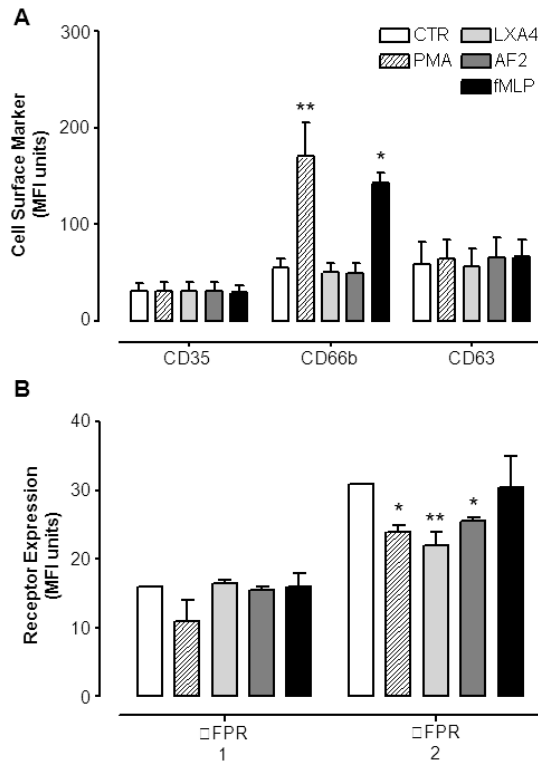 A
300
200
100
0
Cell Surface Marker
(MFI units)
CTR
LXA4
PMA
AF2
fMLP
**
*
CD35
CD66b
CD63
B
40
30
20
10
0
Receptor Expression
(MFI units)
*
**
*
□FPR
1
□FPR
2